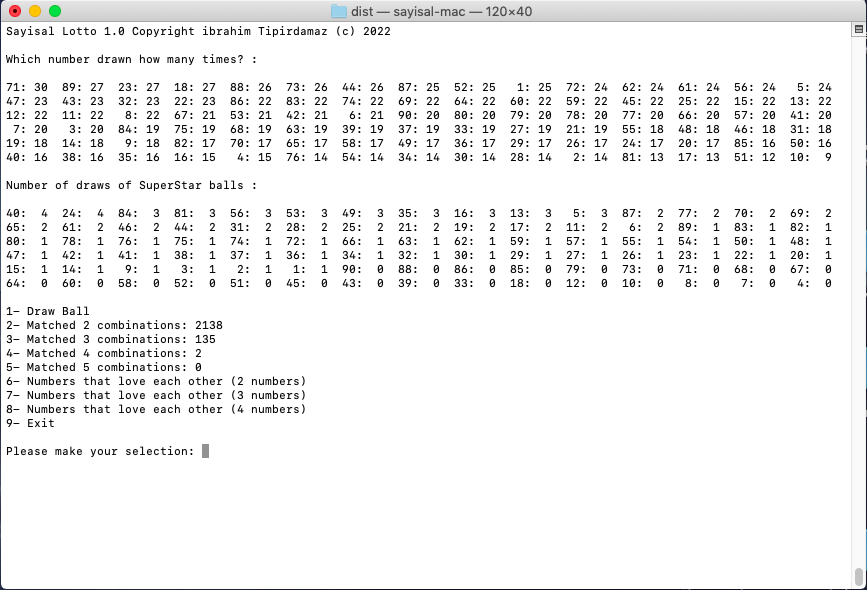 dist — sayisal-mac — 120×40
Sayisal Lotto 1.0 Copyright ibrahim Tipirdamaz (c) 2022
Which number drawn how many times? :
71: 30  89: 27  23: 27  18: 27  88: 26  73: 26  44: 26  87: 25  52: 25   1: 25  72: 24  62: 24  61: 24  56: 24   5: 24
47: 23  43: 23  32: 23  22: 23  86: 22  83: 22  74: 22  69: 22  64: 22  60: 22  59: 22  45: 22  25: 22  15: 22  13: 22
12: 22  11: 22   8: 22  67: 21  53: 21  42: 21   6: 21  90: 20  80: 20  79: 20  78: 20  77: 20  66: 20  57: 20  41: 20
 7: 20   3: 20  84: 19  75: 19  68: 19  63: 19  39: 19  37: 19  33: 19  27: 19  21: 19  55: 18  48: 18  46: 18  31: 18
19: 18  14: 18   9: 18  82: 17  70: 17  65: 17  58: 17  49: 17  36: 17  29: 17  26: 17  24: 17  20: 17  85: 16  50: 16
40: 16  38: 16  35: 16  16: 15   4: 15  76: 14  54: 14  34: 14  30: 14  28: 14   2: 14  81: 13  17: 13  51: 12  10:  9
Number of draws of SuperStar balls :
40:  4  24:  4  84:  3  81:  3  56:  3  53:  3  49:  3  35:  3  16:  3  13:  3   5:  3  87:  2  77:  2  70:  2  69:  2
65:  2  61:  2  46:  2  44:  2  31:  2  28:  2  25:  2  21:  2  19:  2  17:  2  11:  2   6:  2  89:  1  83:  1  82:  1
80:  1  78:  1  76:  1  75:  1  74:  1  72:  1  66:  1  63:  1  62:  1  59:  1  57:  1  55:  1  54:  1  50:  1  48:  1
47:  1  42:  1  41:  1  38:  1  37:  1  36:  1  34:  1  32:  1  30:  1  29:  1  27:  1  26:  1  23:  1  22:  1  20:  1
15:  1  14:  1   9:  1   3:  1   2:  1   1:  1  90:  0  88:  0  86:  0  85:  0  79:  0  73:  0  71:  0  68:  0  67:  0
64:  0  60:  0  58:  0  52:  0  51:  0  45:  0  43:  0  39:  0  33:  0  18:  0  12:  0  10:  0   8:  0   7:  0   4:  0
1- Draw Ball
2- Matched 2 combinations: 2138
3- Matched 3 combinations: 135
4- Matched 4 combinations: 2
5- Matched 5 combinations: 0
6- Numbers that love each other (2 numbers)
7- Numbers that love each other (3 numbers)
8- Numbers that love each other (4 numbers)
9- Exit
Please make your selection: